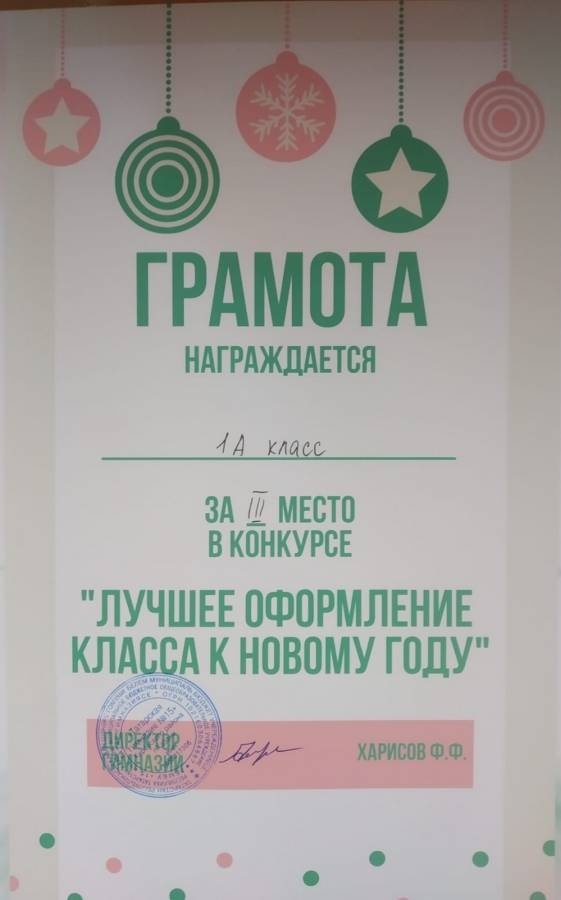 ГРАМОТА
НАГРАЖДАЕТСЯ
1А класс
ЗА III МЕСТО
В КОНКУРСЕ
"ЛУЧШЕЕ ОФОРМЛЕНИЕ
КЛАССА К НОВОМУ ГОДУ"
ДИРЕКТОР
ГИМНАЗИИ
ХАРИСОВ Ф.Ф.